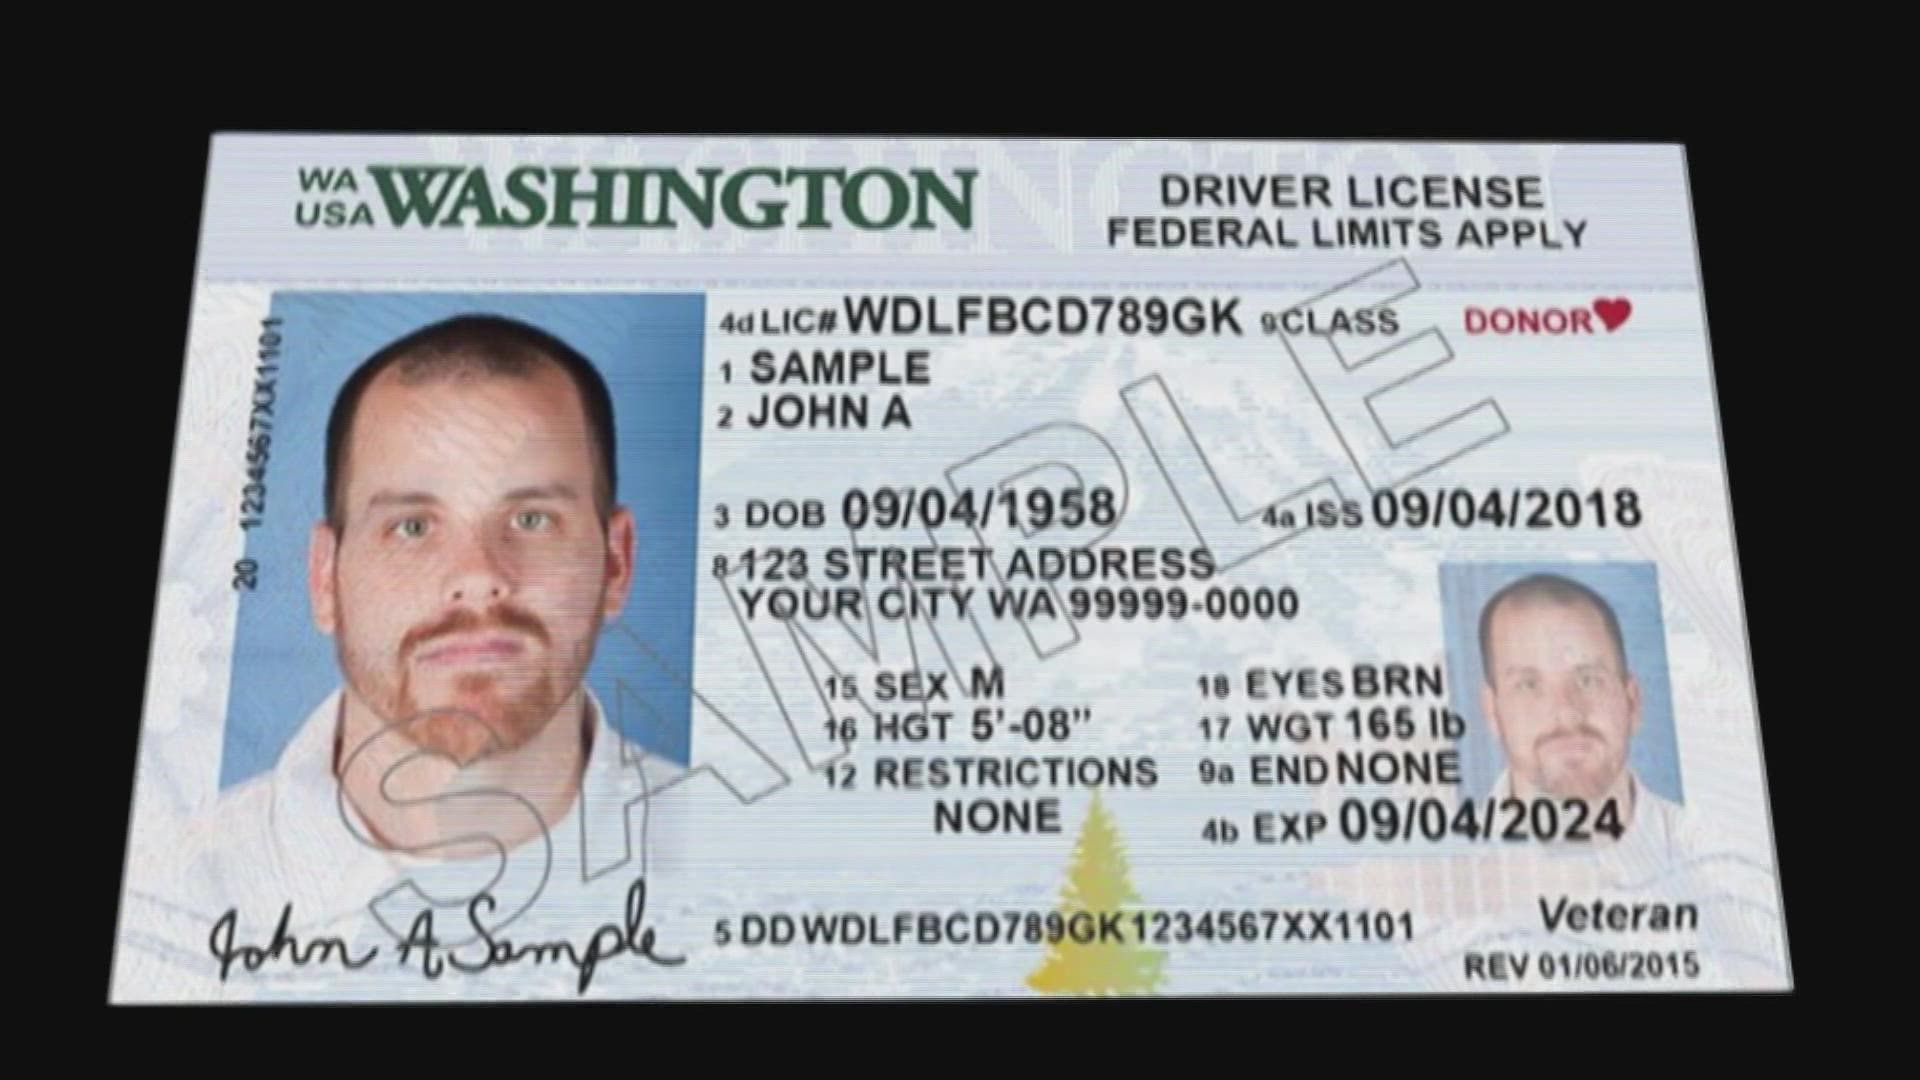 WA
USA
WASHINGTON
DRIVER LICENSE
FEDERAL LIMITS APPLY
4d LIC# WDLFBCD789GK 9 CLASS DONOR
1 SAMPLE
2 JOHN A
3 DOB 09/04/1958 4a ISS 09/04/2018
8 123 STREET ADDRESS
YOUR CITY WA 99999-0000
15 SEX M 18 EYES BRN
16 HGT 5'-08" 17 WGT 165 lb
12 RESTRICTIONS 9a END NONE
NONE
4b EXP 09/04/2024
5 DD WDLFBCD789GK1234567XX1101
Veteran
REV 01/06/2015
20 1234567XX1101
John A Sample
SAMPLE
WASHINGTON